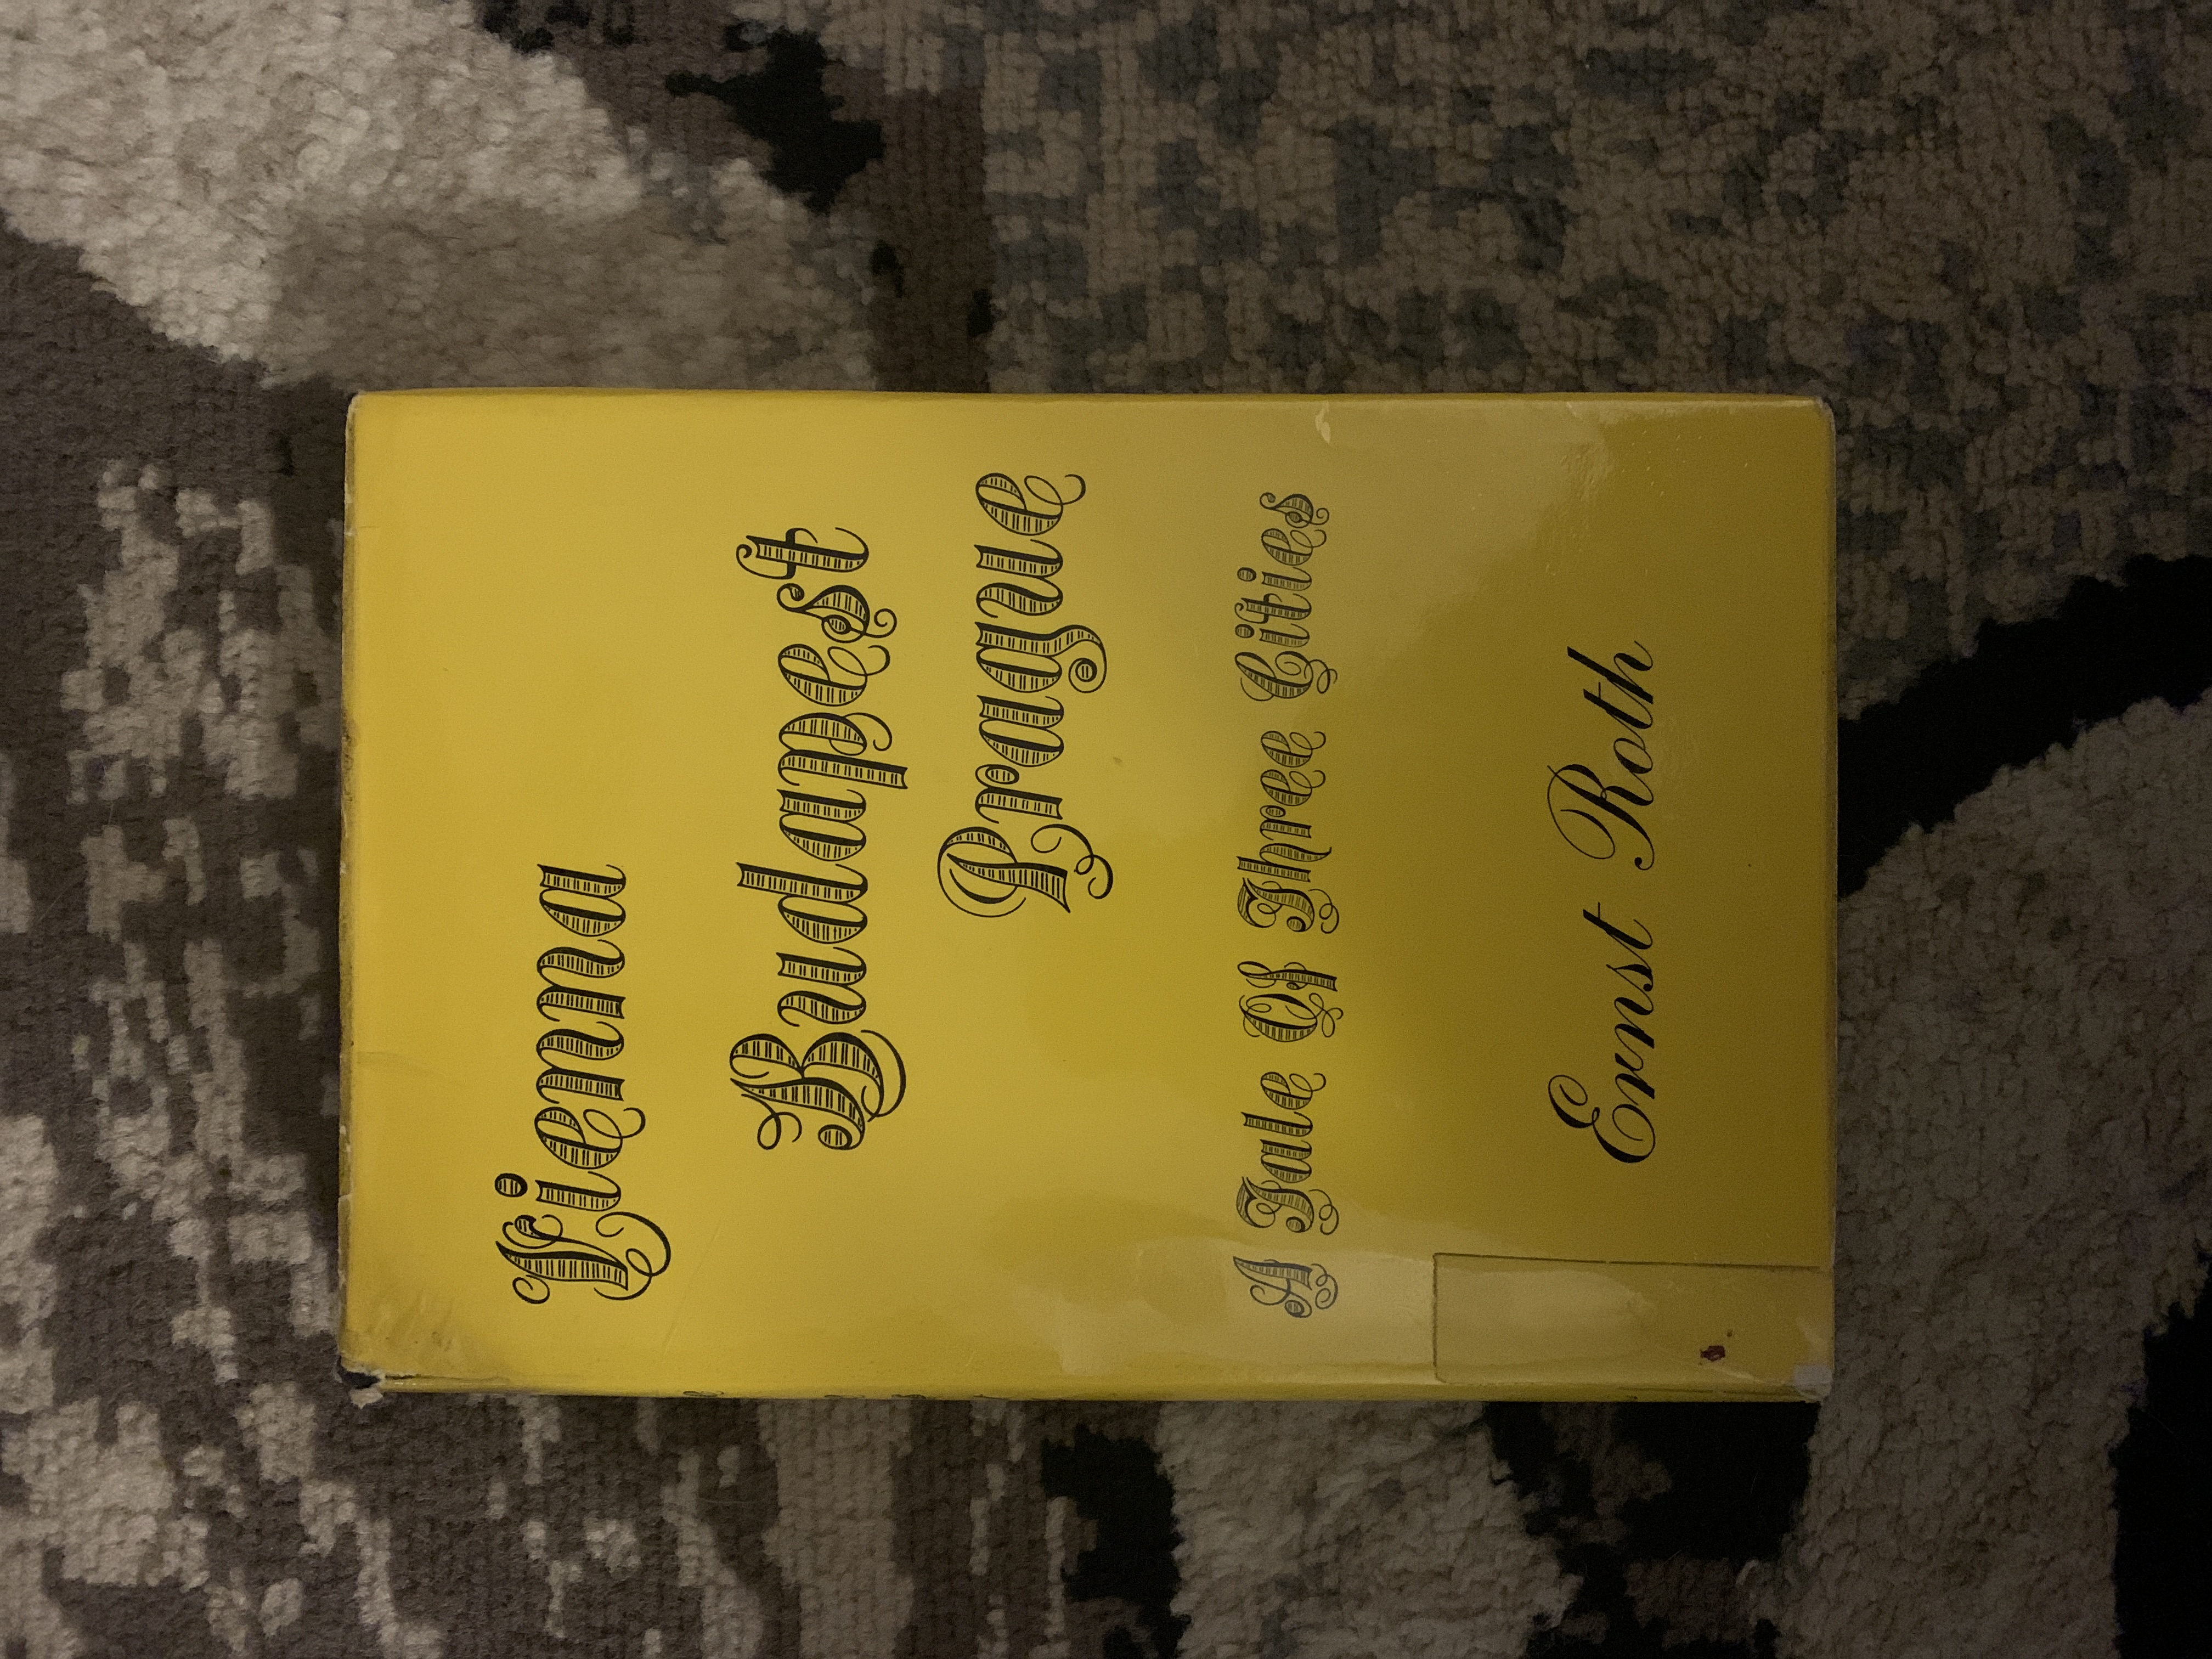 Vienna
Budapest
Prague
A Tale Of Three Cities
Ernst Roth